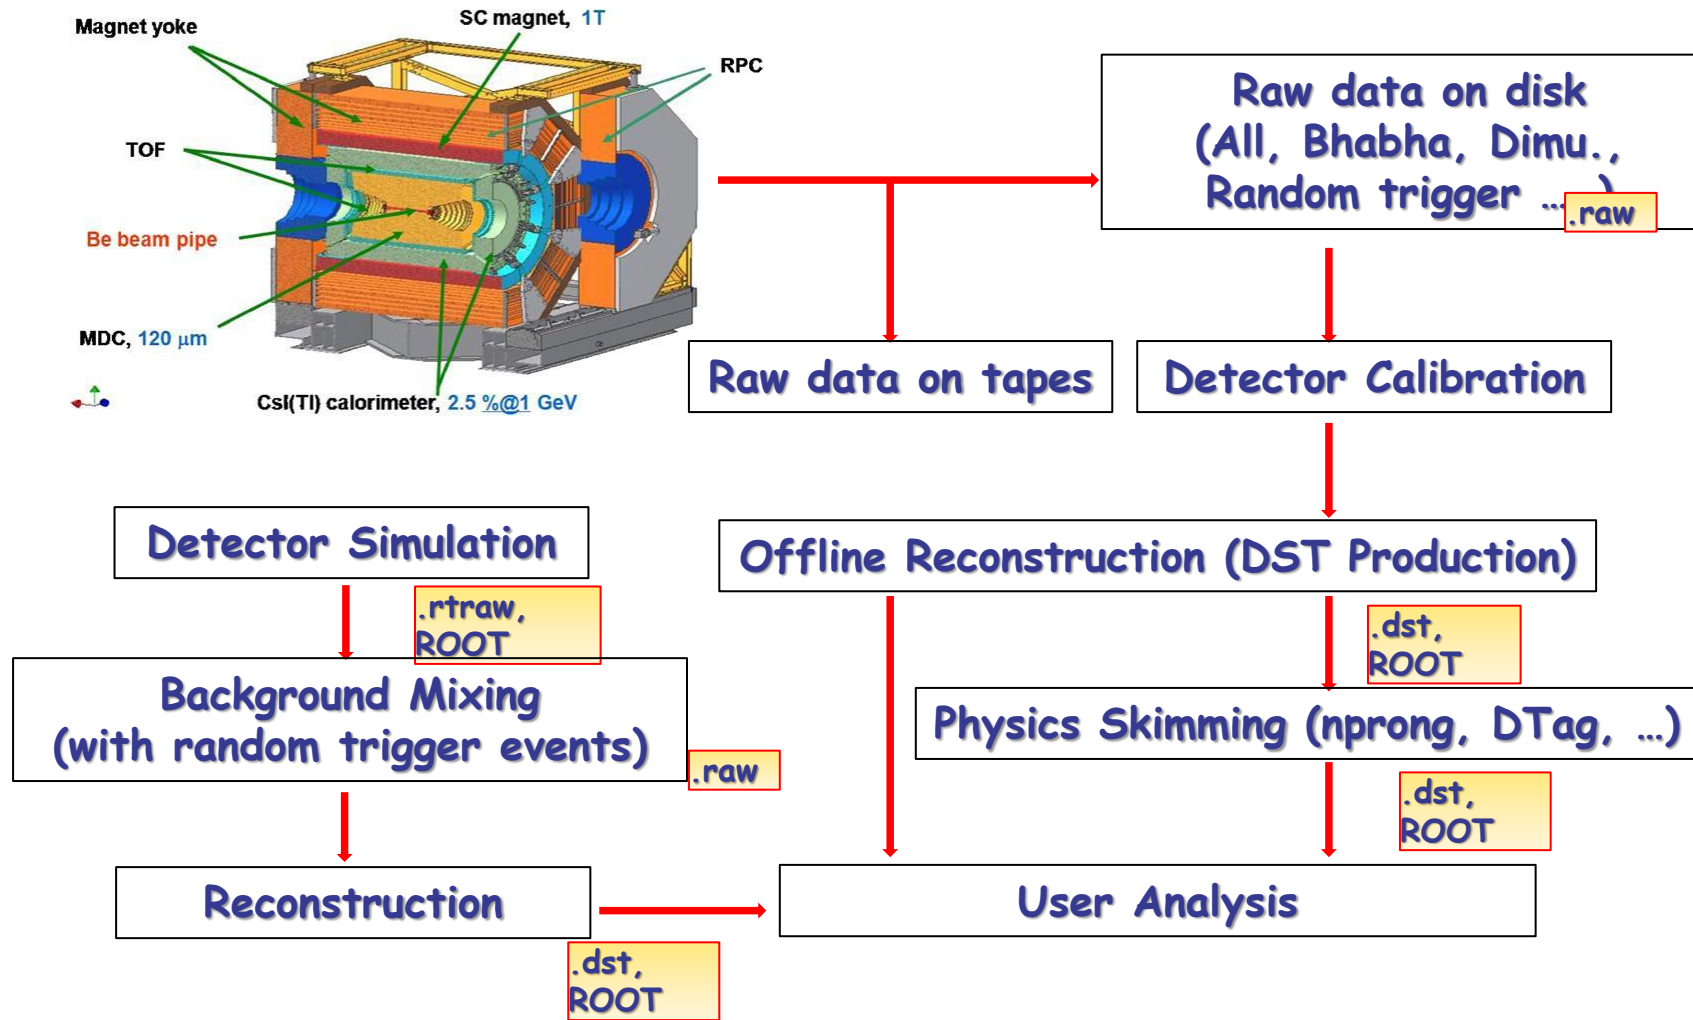 Magnet yoke
SC magnet, 1T
RPC
TOF
Be beam pipe
MDC, 120 μm
CsI(Tl) calorimeter, 2.5 %@1 GeV
Raw data on disk
(All, Bhabha, Dimu.,
Random trigger …)
.raw
Raw data on tapes
Detector Calibration
Detector Simulation
Offline Reconstruction (DST Production)
.rtraw,
ROOT
.dst,
ROOT
Background Mixing
(with random trigger events)
.raw
Physics Skimming (nprong, DTag, …)
.dst,
ROOT
Reconstruction
User Analysis
.dst,
ROOT